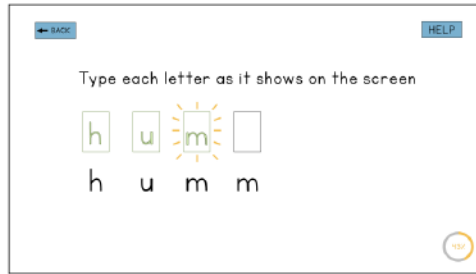 BACK
HELP
Type each letter as it shows on the screen
h u m
h u m m